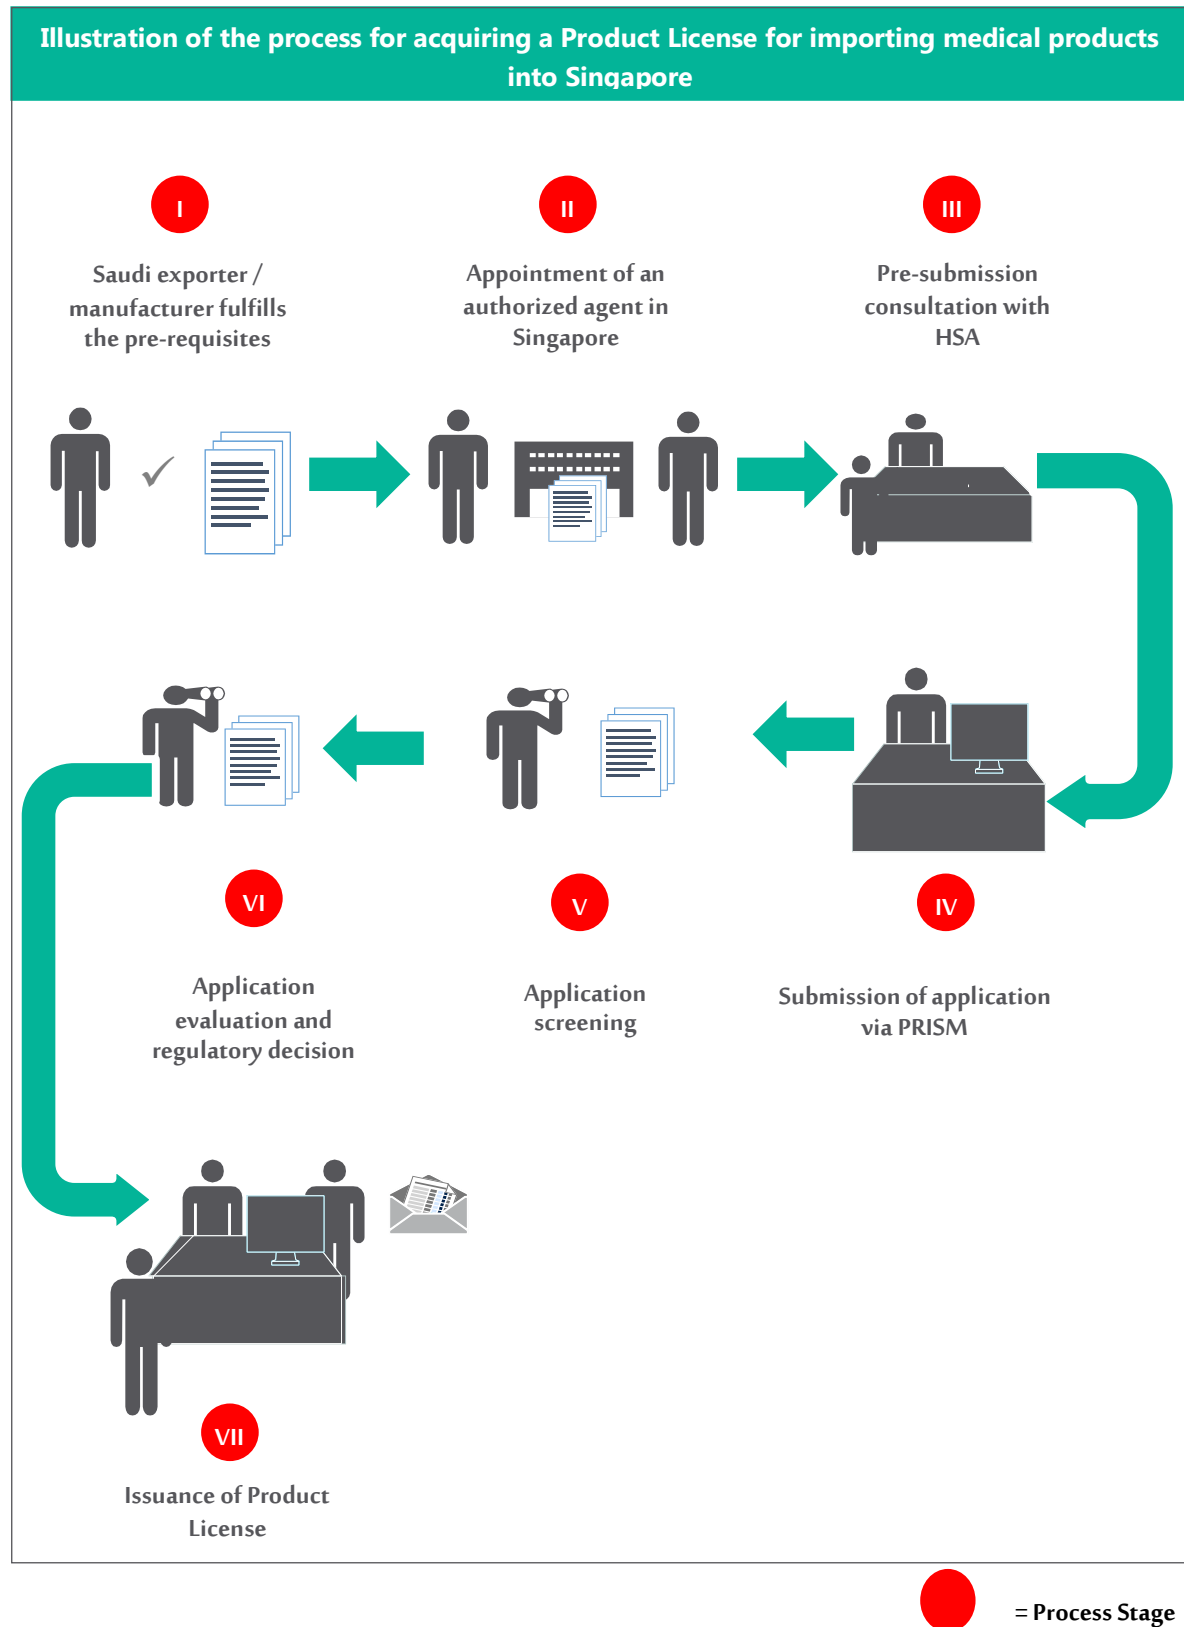 Illustration of the process for acquiring a Product License for importing medical products
into Singapore
I
Saudi exporter /
manufacturer fulfills
the pre-requisites
II
Appointment of an
authorized agent in
Singapore
III
Pre-submission
consultation with
HSA
IV
Submission of application
via PRISM
V
Application
screening
VI
Application
evaluation and
regulatory decision
VII
Issuance of Product
License
= Process Stage